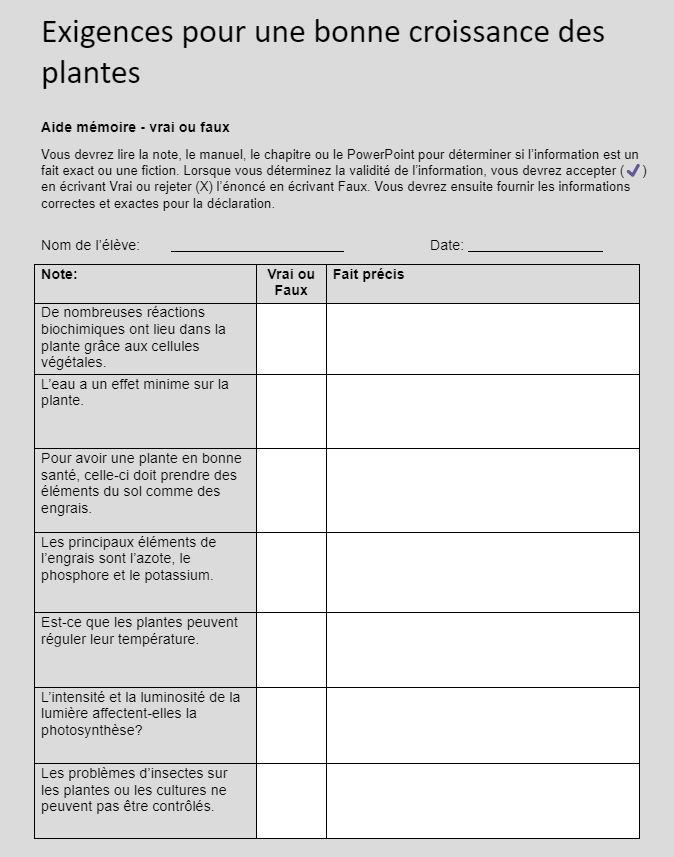 Exigences pour une bonne croissance des
plantes
Aide mémoire - vrai ou faux
Vous devrez lire la note, le manuel, le chapitre ou le PowerPoint pour déterminer si l’information est un
fait exact ou une fiction. Lorsque vous déterminez la validité de l’information, vous devrez accepter (✔)
en écrivant Vrai ou rejeter (X) l’énoncé en écrivant Faux. Vous devrez ensuite fournir les informations
correctes et exactes pour la déclaration.
Nom de l’élève: ______________________ Date: _________________
Note: Vrai ou Fait précis
Faux
De nombreuses réactions
biochimiques ont lieu dans la
plante grâce aux cellules
végétales.
L’eau a un effet minime sur la
plante.
Pour avoir une plante en bonne
santé, celle-ci doit prendre des
éléments du sol comme des
engrais.
Les principaux éléments de
l’engrais sont l’azote, le
phosphore et le potassium.
Est-ce que les plantes peuvent
réguler leur température.
L’intensité et la luminosité de la
lumière affectent-elles la
photosynthèse?
Les problèmes d’insectes sur
les plantes ou les cultures ne
peuvent pas être contrôlés.